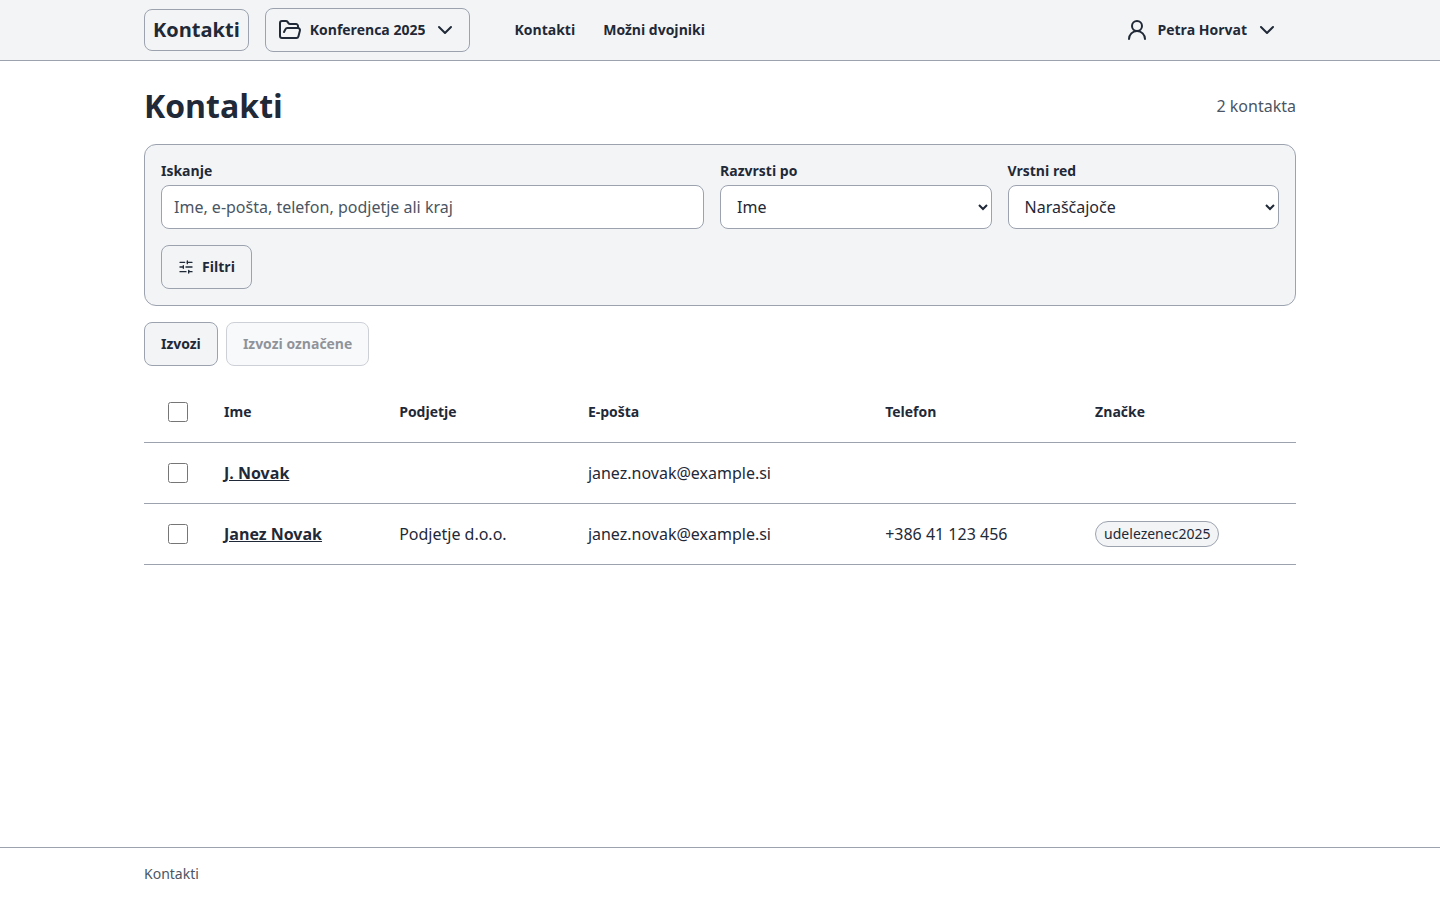 Kontakti Konferenca 2025 Kontakti Možni dvojniki Petra Horvat
Kontakti 2 kontakta
Iskanje Razvrsti po Vrstni red
Ime, e-pošta, telefon, podjetje ali kraj Ime Naraščajoče
Filtri
Izvozi Izvozi označene
Ime Podjetje E-pošta Telefon Značke
J. Novak janez.novak@example.si
Janez Novak Podjetje d.o.o. janez.novak@example.si +386 41 123 456 udelezenec2025
Kontakti